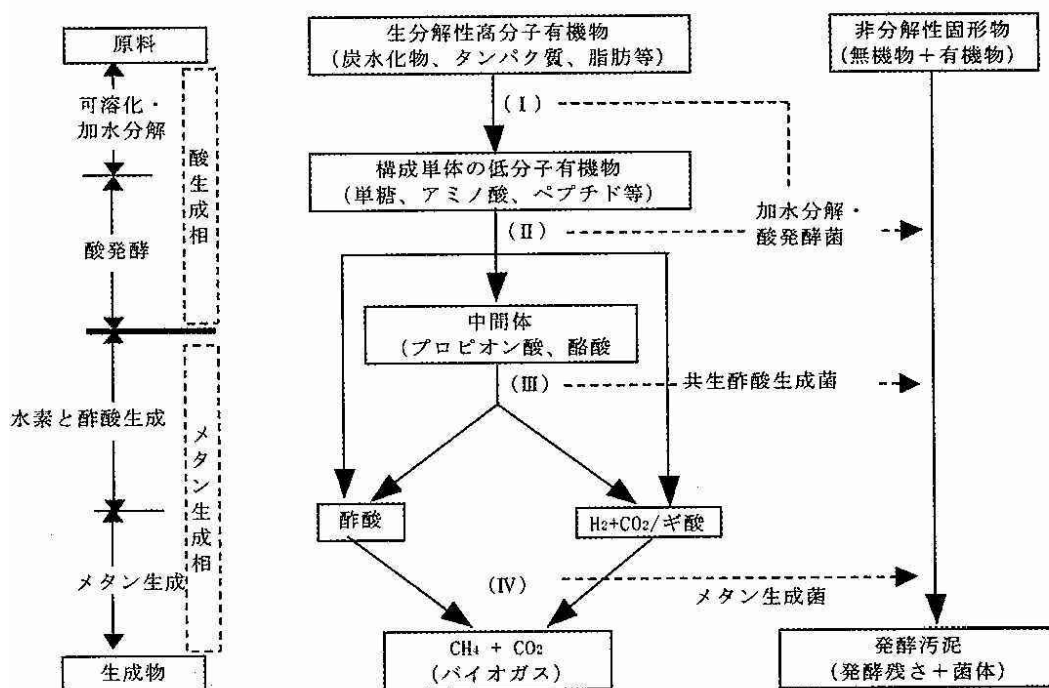 原料
可溶化・
加水分解
酸発酵
水素と酢酸生成
メタン生成
生成物
酸生成相
メタン生成相
生分解性高分子有機物
(炭水化物、タンパク質、脂肪等)
(Ⅰ)
構成単体の低分子有機物
(単糖、アミノ酸、ペプチド等)
(Ⅱ)
中間体
(プロピオン酸、酪酸
(Ⅲ)
酢酸
H₂+CO₂/ギ酸
(Ⅳ)
CH₄ + CO₂
(バイオガス)
非分解性固形物
(無機物+有機物)
加水分解・
酸発酵菌
共生酢酸生成菌
メタン生成菌
発酵汚泥
(発酵残さ+菌体)